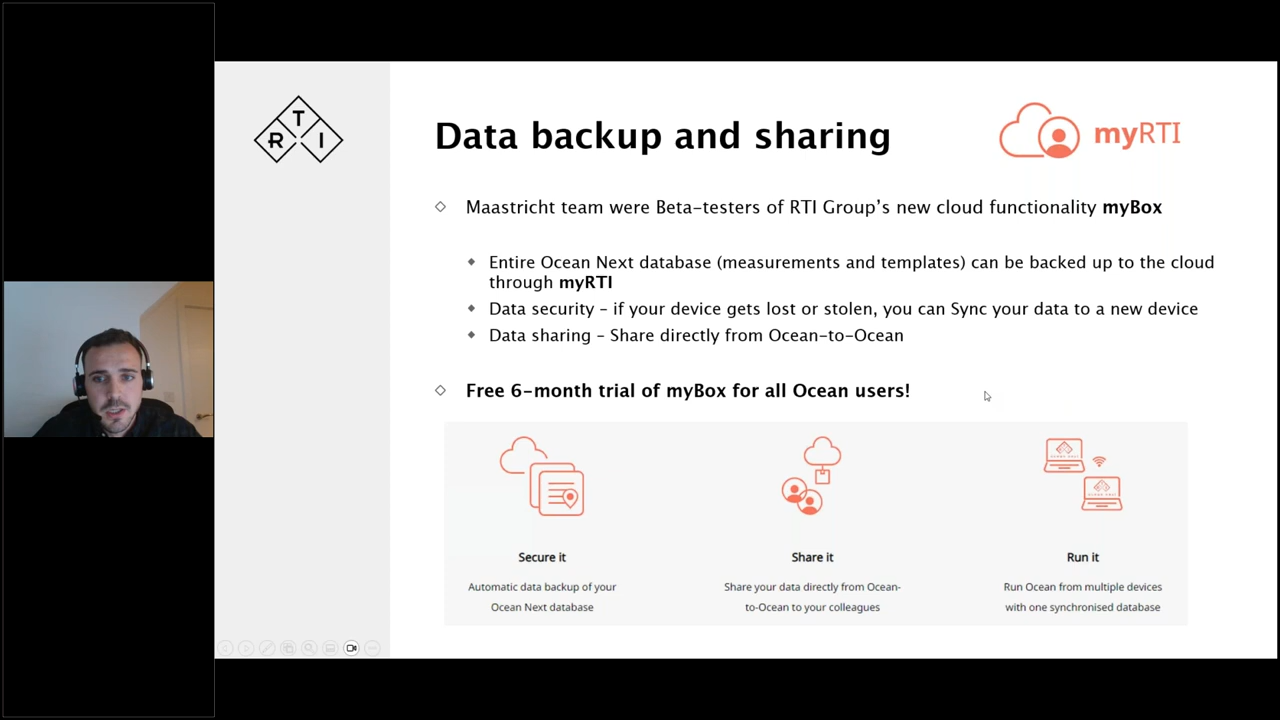 T
R I
Data backup and sharing
myRTI
Maastricht team were Beta-testers of RTI Group's new cloud functionality myBox
Entire Ocean Next database (measurements and templates) can be backed up to the cloud
through myRTI
Data security – if your device gets lost or stolen, you can Sync your data to a new device
Data sharing – Share directly from Ocean-to-Ocean
Free 6-month trial of myBox for all Ocean users!
Secure it
Share it
Run it
Automatic data backup of your
Ocean Next database
Share your data directly from Ocean-
to-Ocean to your colleagues
Run Ocean from multiple devices
with one synchronised database